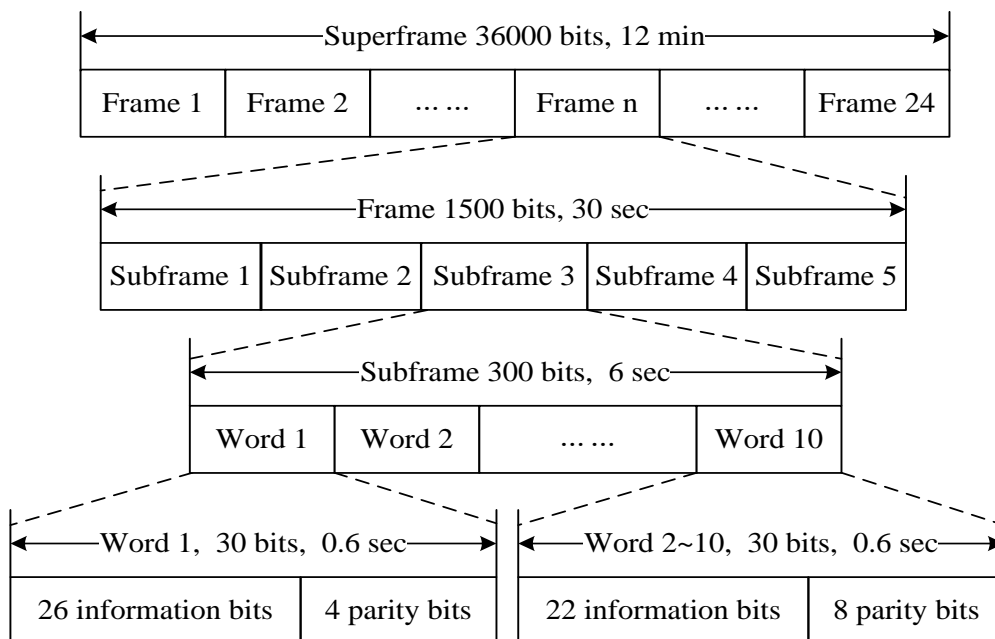 Superframe 36000 bits, 12 min
Frame 1 Frame 2 ... ... Frame n ... ... Frame 24
Frame 1500 bits, 30 sec
Subframe 1 Subframe 2 Subframe 3 Subframe 4 Subframe 5
Subframe 300 bits, 6 sec
Word 1 Word 2 ... ... Word 10
Word 1, 30 bits, 0.6 sec Word 2~10, 30 bits, 0.6 sec
26 information bits 4 parity bits 22 information bits 8 parity bits